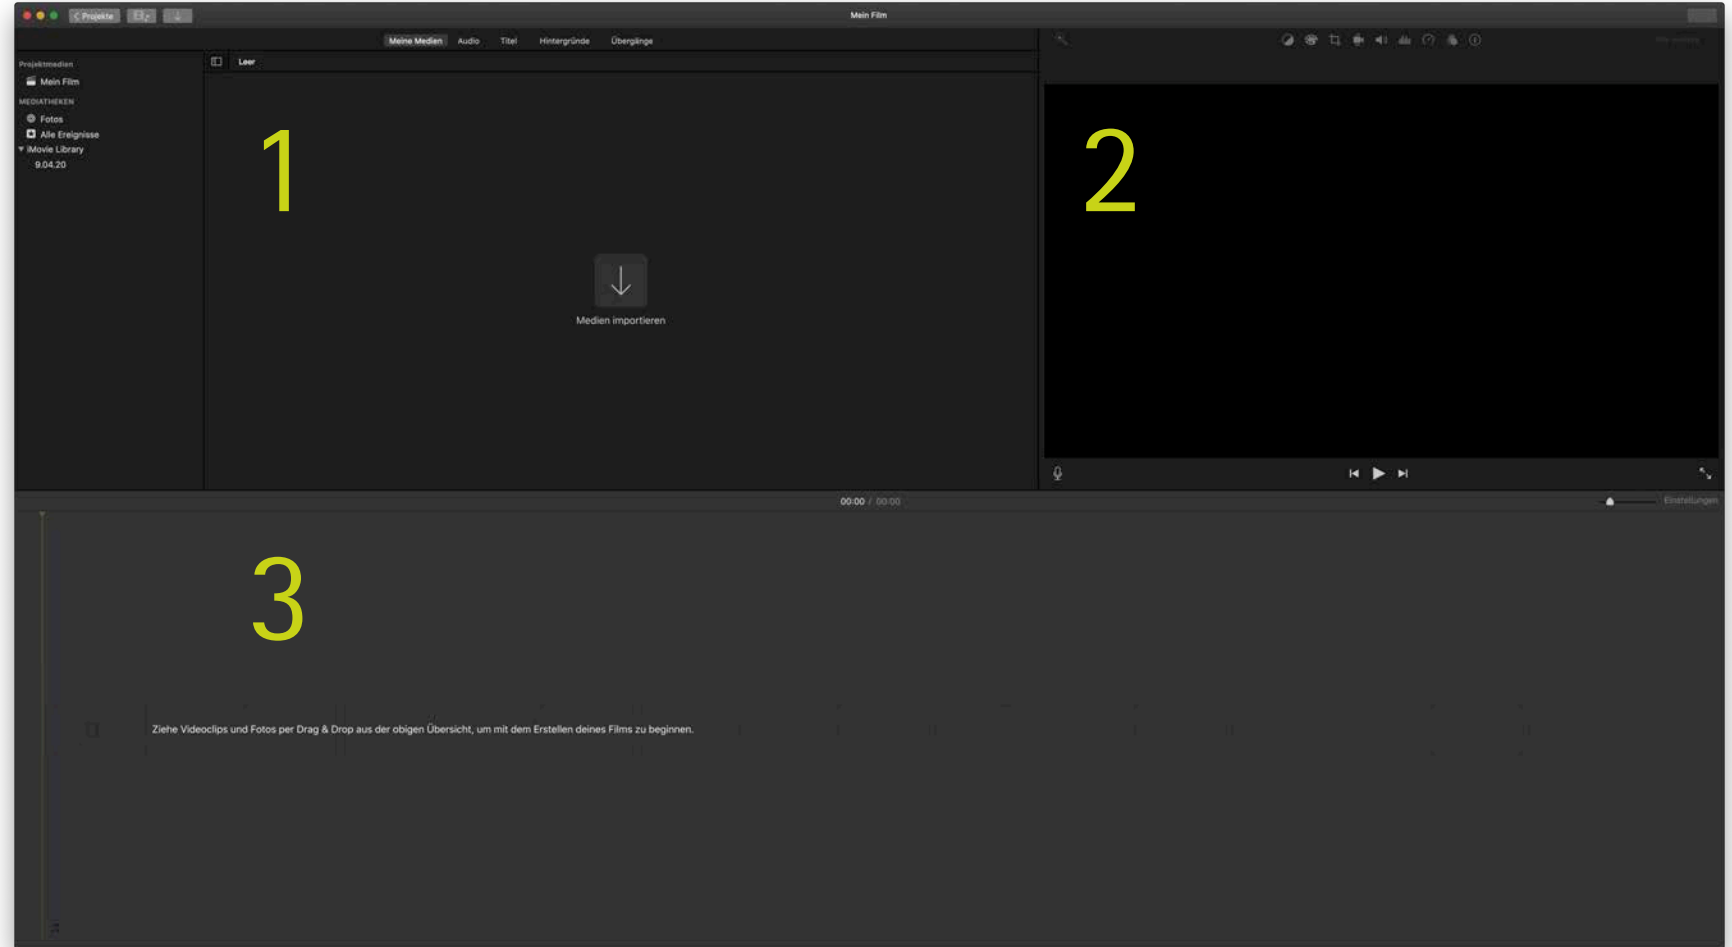 Projekte
Mein Film
Meine Medien Audio Titel Hintergründe Übergänge
Projektmedien
Leer
Mein Film
MEDIATHEKEN
Fotos
Alle Ereignisse
iMovie Library
9.04.20
1
2
Medien importieren
00:00 / 00:00
Einstellungen
3
Ziehe Videoclips und Fotos per Drag & Drop aus der obigen Übersicht, um mit dem Erstellen deines Films zu beginnen.